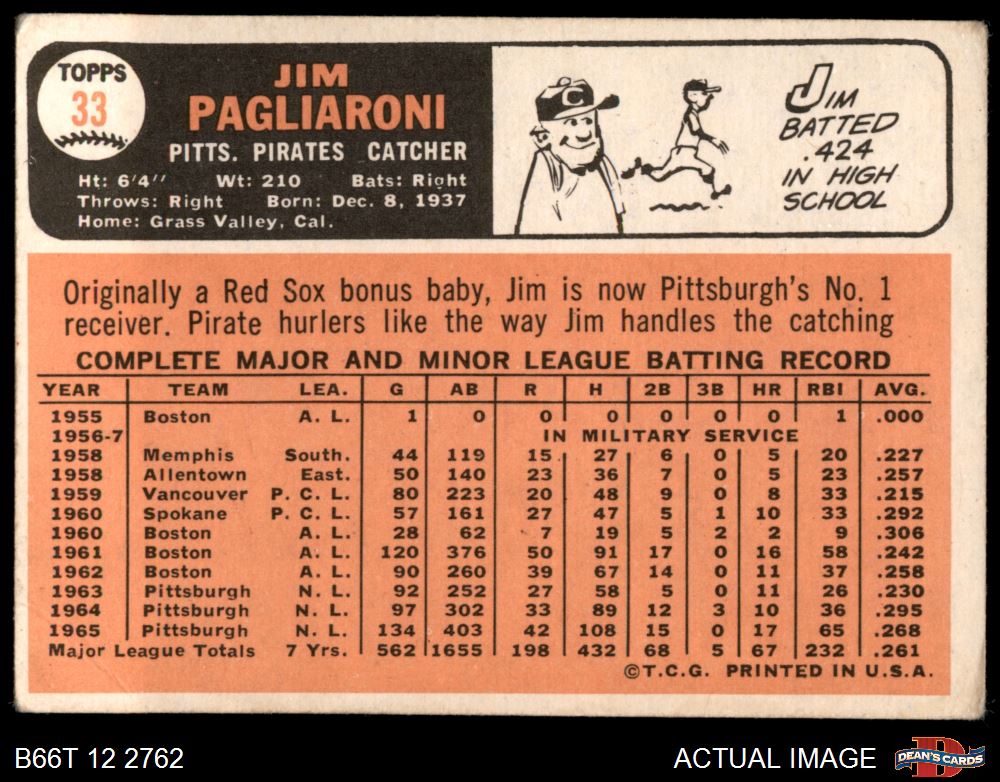 TOPPS
33
JIM
PAGLIARONI
PITTS. PIRATES CATCHER
Ht: 6'4" Wt: 210 Bats: Right
Throws: Right Born: Dec. 8, 1937
Home: Grass Valley, Cal.
C
JIM
BATTED
.424
IN HIGH
SCHOOL
Originally a Red Sox bonus baby, Jim is now Pittsburgh's No. 1
receiver. Pirate hurlers like the way Jim handles the catching
COMPLETE MAJOR AND MINOR LEAGUE BATTING RECORD
YEAR TEAM LEA. G AB R H 2B 3B HR RBI AVG.
1955 Boston A. L. 1 0 0 0 0 0 0 1 .000
1956-7 IN MILITARY SERVICE
1958 Memphis South. 44 119 15 27 6 0 5 20 .227
1958 Allentown East. 50 140 23 36 7 0 5 23 .257
1959 Vancouver P. C. L. 80 223 20 48 9 0 8 33 .215
1960 Spokane P. C. L. 57 161 27 47 5 1 10 33 .292
1960 Boston A. L. 28 62 7 19 5 2 2 9 .306
1961 Boston A. L. 120 376 50 91 17 0 16 58 .242
1962 Boston A. L. 90 260 39 67 14 0 11 37 .258
1963 Pittsburgh N. L. 92 252 27 58 5 0 11 26 .230
1964 Pittsburgh N. L. 97 302 33 89 12 3 10 36 .295
1965 Pittsburgh N. L. 134 403 42 108 15 0 17 65 .268
Major League Totals 7 Yrs. 562 1655 198 432 68 5 67 232 .261
©T.C.G. PRINTED IN U.S.A.
B66T 12 2762
ACTUAL IMAGE
D
DEAN'S CARDS